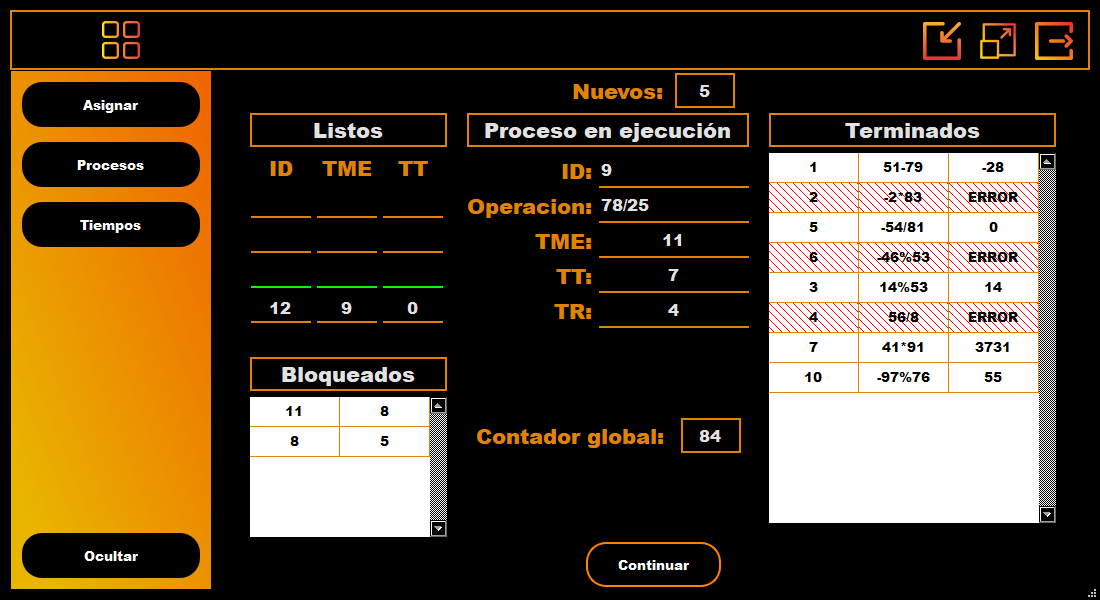 Asignar
Procesos
Tiempos
Ocultar
Nuevos: 5
Listos
ID TME TT
12 9 0
Bloqueados
11 8
8 5
Proceso en ejecución
ID: 9
Operacion: 78/25
TME: 11
TT: 7
TR: 4
Contador global: 84
Continuar
Terminados
1 51-79 -28
2 -2*83 ERROR
5 -54/81 0
6 -46%53 ERROR
3 14%53 14
4 56/8 ERROR
7 41*91 3731
10 -97%76 55